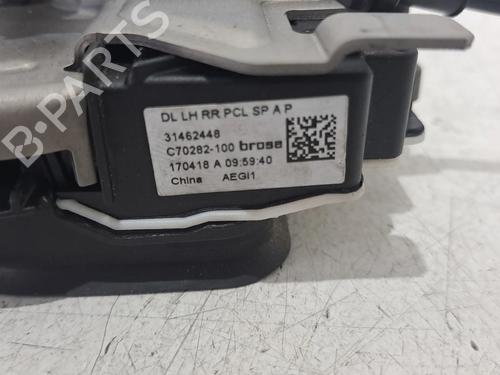 B-PARTS
DL LH RR PCL SP A P
31462448
C70282-100 brose
170418 A 09:59:40
China AEGI1